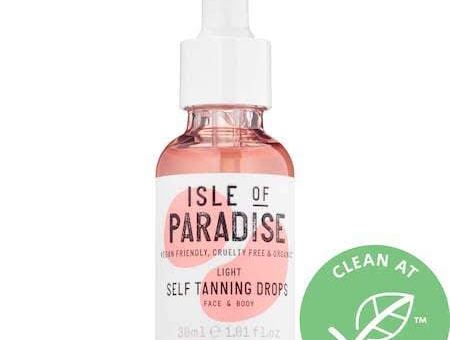 ISLE OF
PARADISE
VEGAN FRIENDLY, CRUELTY FREE & ORGANIC
LIGHT
SELF TANNING DROPS
FACE & BODY
30ml e 1.01 fl.oz
CLEAN AT
TM